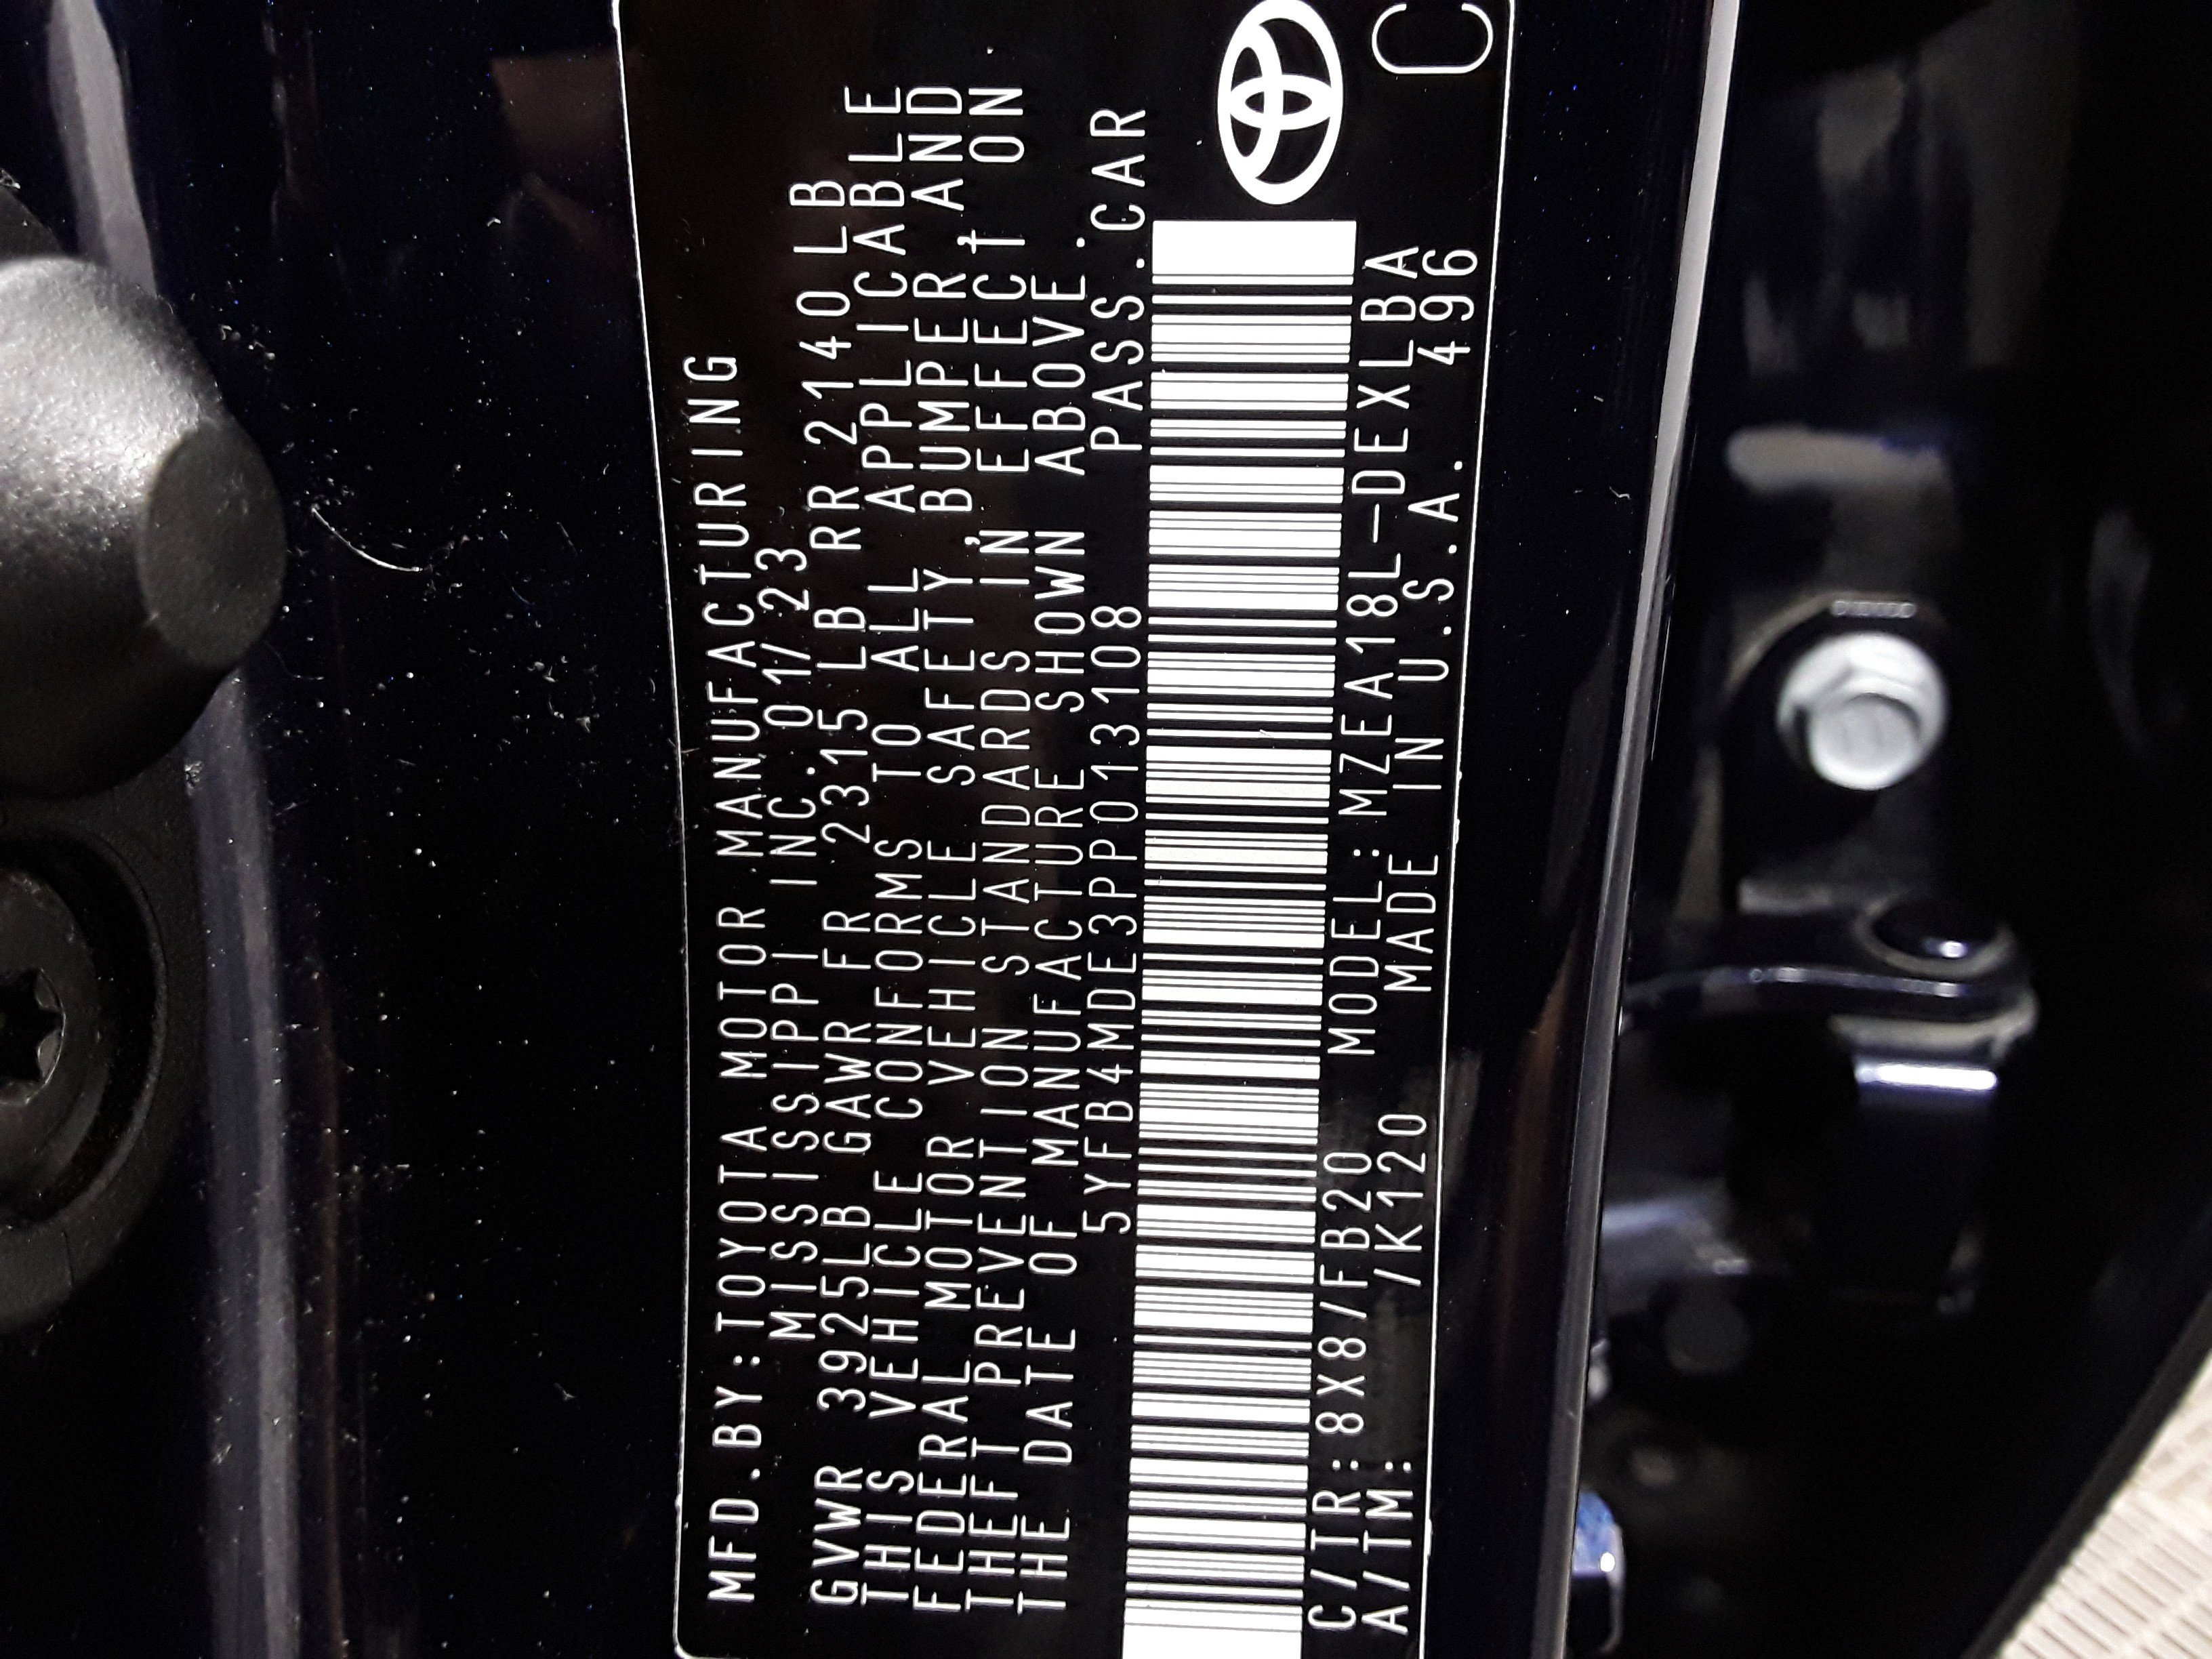 MFD.BY:TOYOTA MOTOR MANUFACTURING
MISSISSIPPI INC. 01/23
GVWR 3925LB GAWR FR 2315LB RR 2140LB
THIS VEHICLE CONFORMS TO ALL APPLICABLE
FEDERAL MOTOR VEHICLE SAFETY, BUMPER, AND
THEFT PREVENTION STANDARDS IN EFFECT ON
THE DATE OF MANUFACTURE SHOWN ABOVE.
5YFB4MDE3PP013108 PASS.CAR
C/TR:8X8/FB20 MODEL:MZEA18L-DEXLBA
A/TM: /K120 MADE IN U.S.A. 496
C